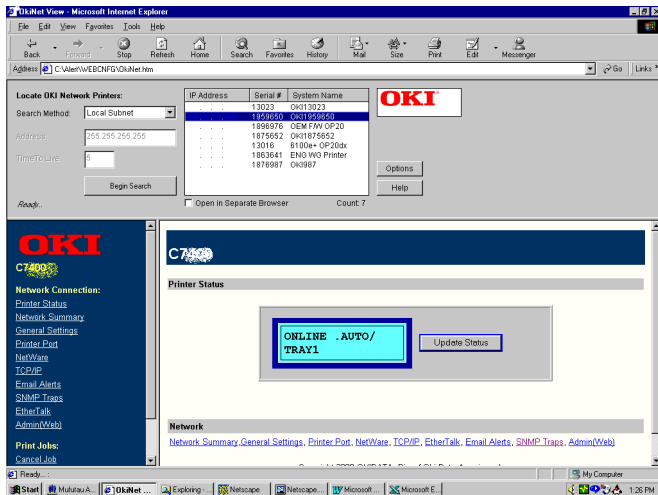 OkiNet View - Microsoft Internet Explorer
File Edit View Favorites Tools Help
Back Forward Stop Refresh Home Search Favorites History Mail Size Print Edit Messenger
Address C:\Alert\WEBCNFG\OkiNet.htm Go Links
Locate OKI Network Printers:
Search Method: Local Subnet
Address: 255.255.255.255
TimeTo Live: 5
Begin Search
Ready..
IP Address Serial # System Name
. . . 13023 OKI13023
. . . 1959650 OKI1959650
. . . 1896976 OEM F/W OP20
. . . 1875652 OKI1875652
. . . 13016 6100e+ OP20dx
. . . 1863641 ENG WG Printer
. . . 1876987 OKI987
Open in Separate Browser Count: 7
OKI
Options
Help
OKI
C7400
Network Connection:
Printer Status
Network Summary
General Settings
Printer Port
NetWare
TCP/IP
Email Alerts
SNMP Traps
EtherTalk
Admin(Web)
Print Jobs:
Cancel Job
C7400
Printer Status
ONLINE .AUTO/
TRAY1
Update Status
Network
Network Summary,General Settings, Printer Port, NetWare, TCP/IP, EtherTalk, Email Alerts, SNMP Traps, Admin(Web)
Ready... : My Computer
Start Mulutau A... OkiNet ... Exploring - ... Netscape Netscape... Microsoft ... Microsoft E... 1:26 PM